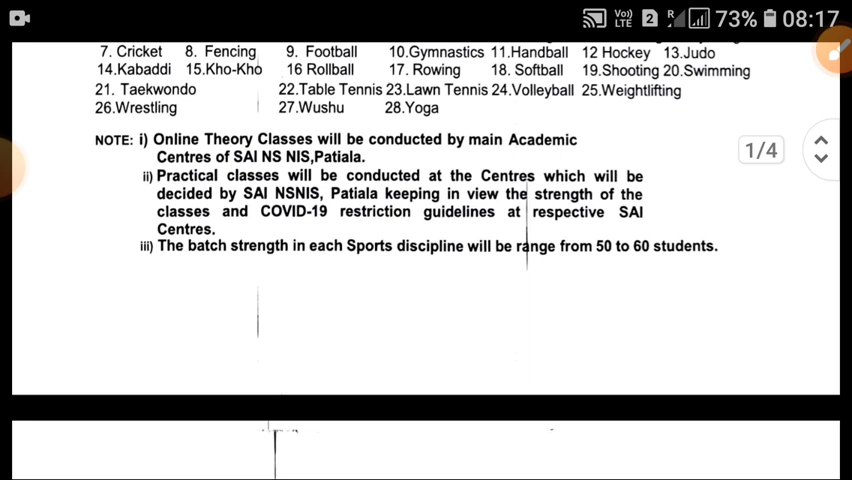 Vo)) LTE 2 R 73% 08:17
7. Cricket 8. Fencing 9. Football 10.Gymnastics 11.Handball 12 Hockey 13.Judo
14.Kabaddi 15.Kho-Kho 16 Rollball 17. Rowing 18. Softball 19.Shooting 20.Swimming
21. Taekwondo 22.Table Tennis 23.Lawn Tennis 24.Volleyball 25.Weightlifting
26.Wrestling 27.Wushu 28.Yoga
NOTE: i) Online Theory Classes will be conducted by main Academic
Centres of SAI NS NIS,Patiala.
1/4
ii) Practical classes will be conducted at the Centres which will be
decided by SAI NSNIS, Patiala keeping in view the strength of the
classes and COVID-19 restriction guidelines at respective SAI
Centres.
iii) The batch strength in each Sports discipline will be range from 50 to 60 students.